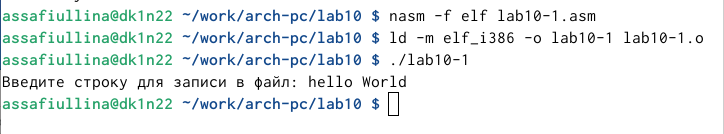 assafiullina@dk1n22 ~/work/arch-pc/lab10 $ nasm -f elf lab10-1.asm
assafiullina@dk1n22 ~/work/arch-pc/lab10 $ ld -m elf_i386 -o lab10-1 lab10-1.o
assafiullina@dk1n22 ~/work/arch-pc/lab10 $ ./lab10-1
Введите строку для записи в файл: hello World
assafiullina@dk1n22 ~/work/arch-pc/lab10 $